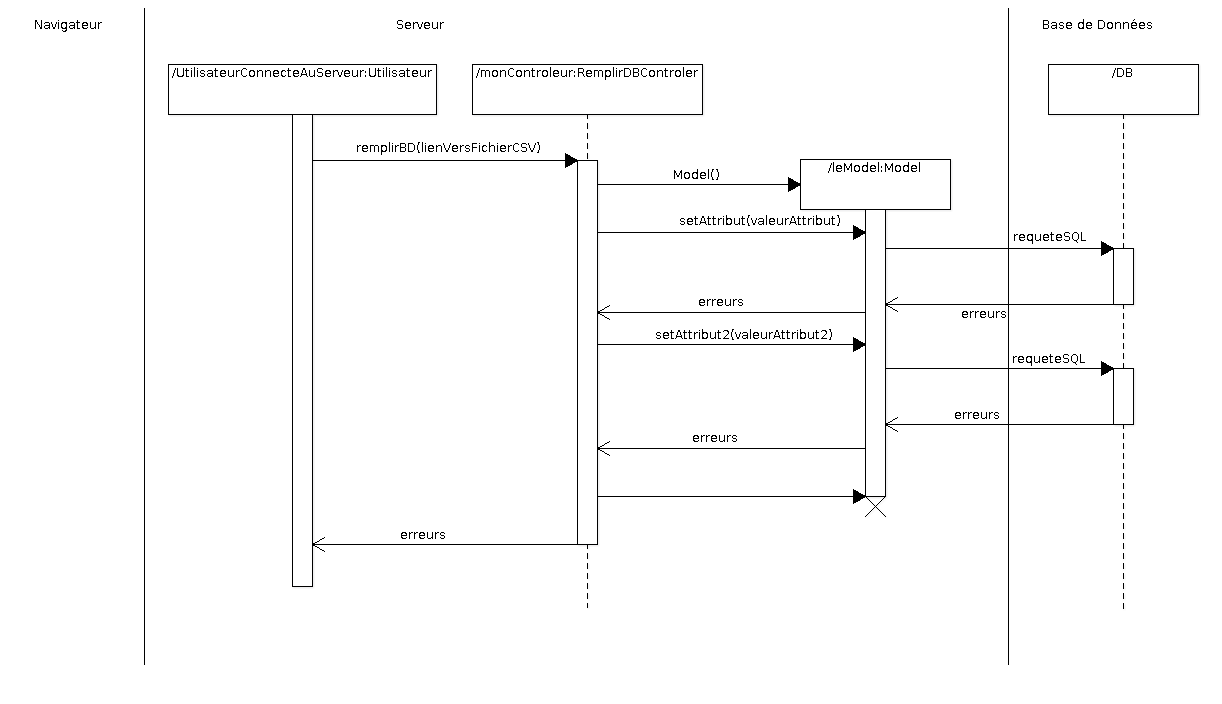 Navigateur
Serveur
Base de Données
/UtilisateurConnecteAuServeur:Utilisateur
/monControleur:RemplirDBControler
/DB
remplirBD(lienVersFichierCSV)
/leModel:Model
Model()
setAttribut(valeurAttribut)
requeteSQL
erreurs
erreurs
setAttribut2(valeurAttribut2)
requeteSQL
erreurs
erreurs
erreurs